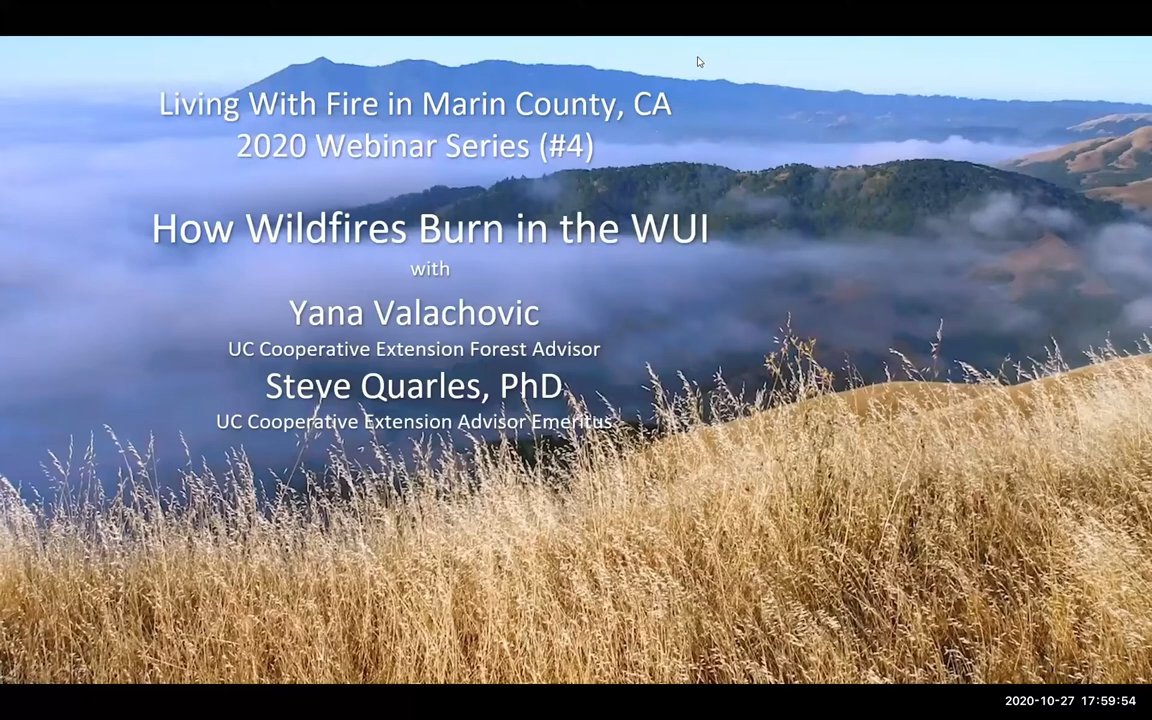 Living With Fire in Marin County, CA
2020 Webinar Series (#4)
How Wildfires Burn in the WUI
with
Yana Valachovic
UC Cooperative Extension Forest Advisor
Steve Quarles, PhD
UC Cooperative Extension Advisor Emeritus
2020-10-27 17:59:54